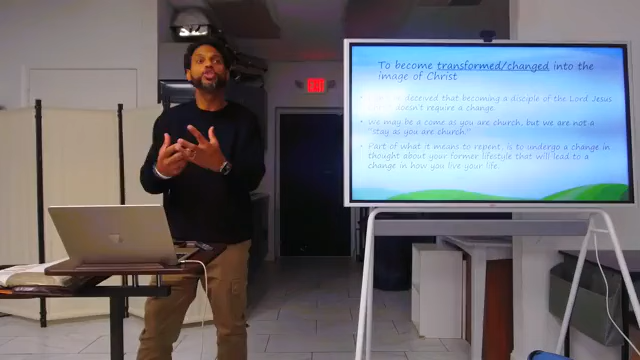 EXIT
To become transformed/changed into the
image of Christ
deceived that becoming a disciple of the Lord Jesus
doesn't require a change.
We may be a come as you are church, but we are not a
"stay as you are church."
Part of what it means to repent, is to undergo a change in
thought about your former lifestyle that will lead to a
change in how you live your life.